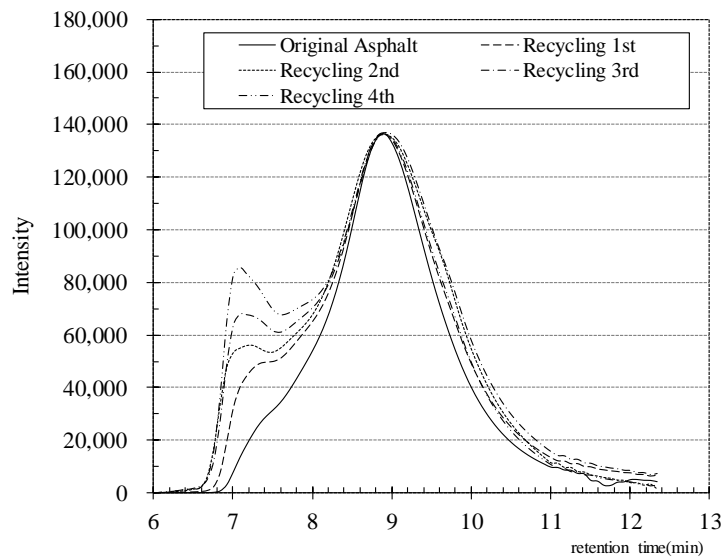 180,000
160,000
140,000
120,000
100,000
80,000
60,000
40,000
20,000
0
Intensity
Original Asphalt Recycling 1st
Recycling 2nd Recycling 3rd
Recycling 4th
6 7 8 9 10 11 12 13
retention time(min)